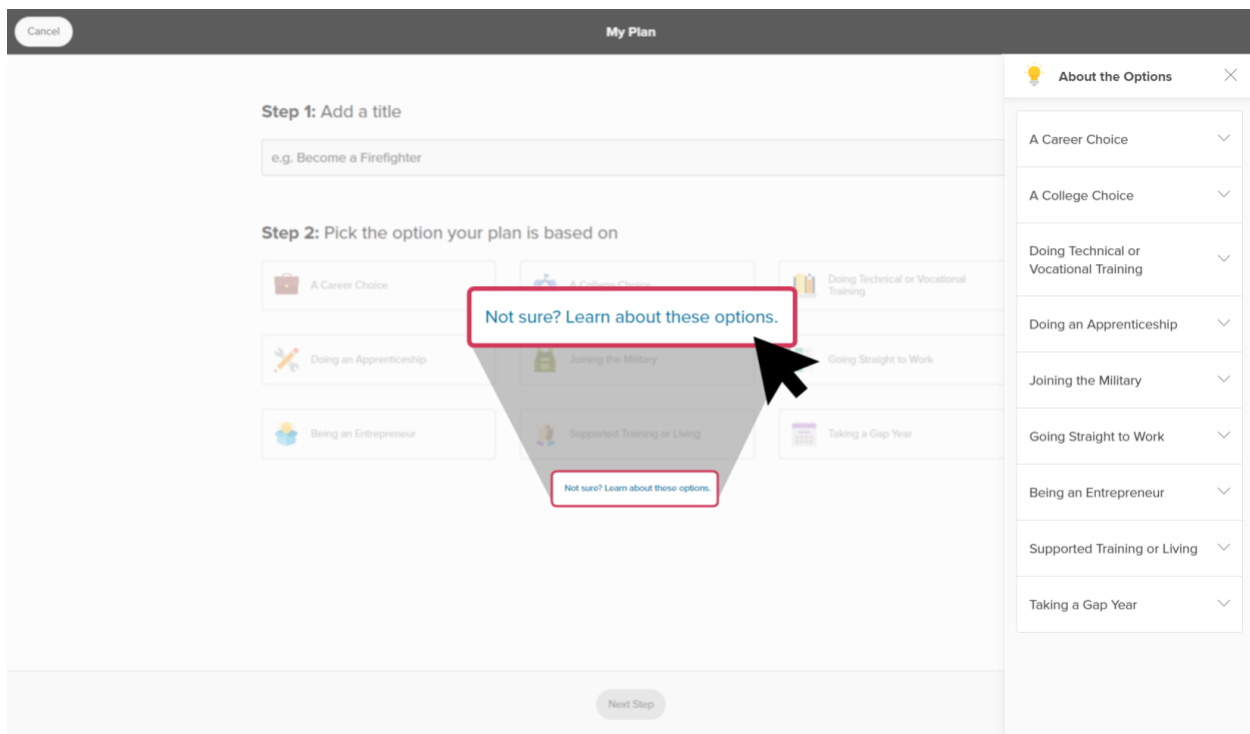 Cancel
My Plan
Step 1: Add a title
e.g. Become a Firefighter
Step 2: Pick the option your plan is based on
A Career Choice
A College Choice
Doing Technical or Vocational
Training
Not sure? Learn about these options.
Doing an Apprenticeship
Joining the Military
Going Straight to Work
Being an Entrepreneur
Supported Training or Living
Taking a Gap Year
Not sure? Learn about these options.
Next Step
About the Options
A Career Choice
A College Choice
Doing Technical or
Vocational Training
Doing an Apprenticeship
Joining the Military
Going Straight to Work
Being an Entrepreneur
Supported Training or Living
Taking a Gap Year